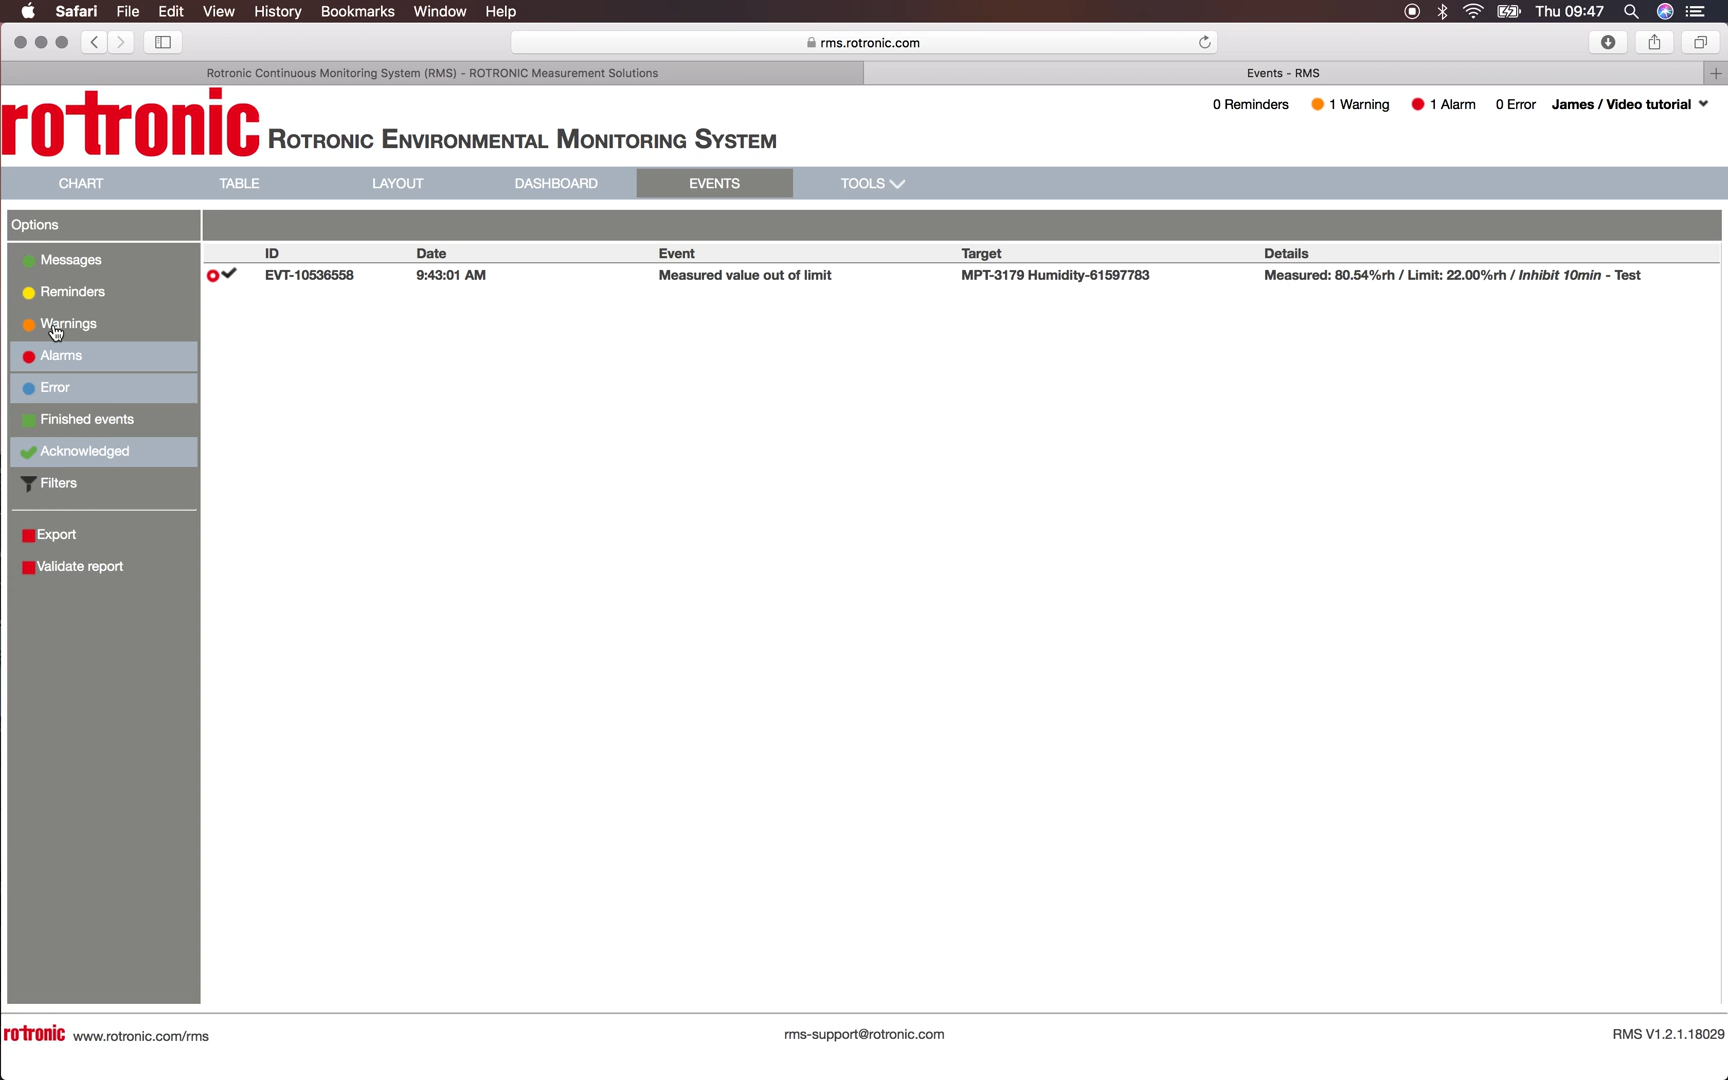 Safari File Edit View History Bookmarks Window Help Thu 09:47
rms.rotronic.com
Rotronic Continuous Monitoring System (RMS) - ROTRONIC Measurement Solutions Events - RMS
0 Reminders 1 Warning 1 Alarm 0 Error James / Video tutorial
rotronic ROTRONIC ENVIRONMENTAL MONITORING SYSTEM
CHART TABLE LAYOUT DASHBOARD EVENTS TOOLS
Options
ID Date Event Target Details
EVT-10536558 9:43:01 AM Measured value out of limit MPT-3179 Humidity-61597783 Measured: 80.54%rh / Limit: 22.00%rh / Inhibit 10min - Test
Messages
Reminders
Warnings
Alarms
Error
Finished events
Acknowledged
Filters
Export
Validate report
rotronic www.rotronic.com/rms rms-support@rotronic.com RMS V1.2.1.18029